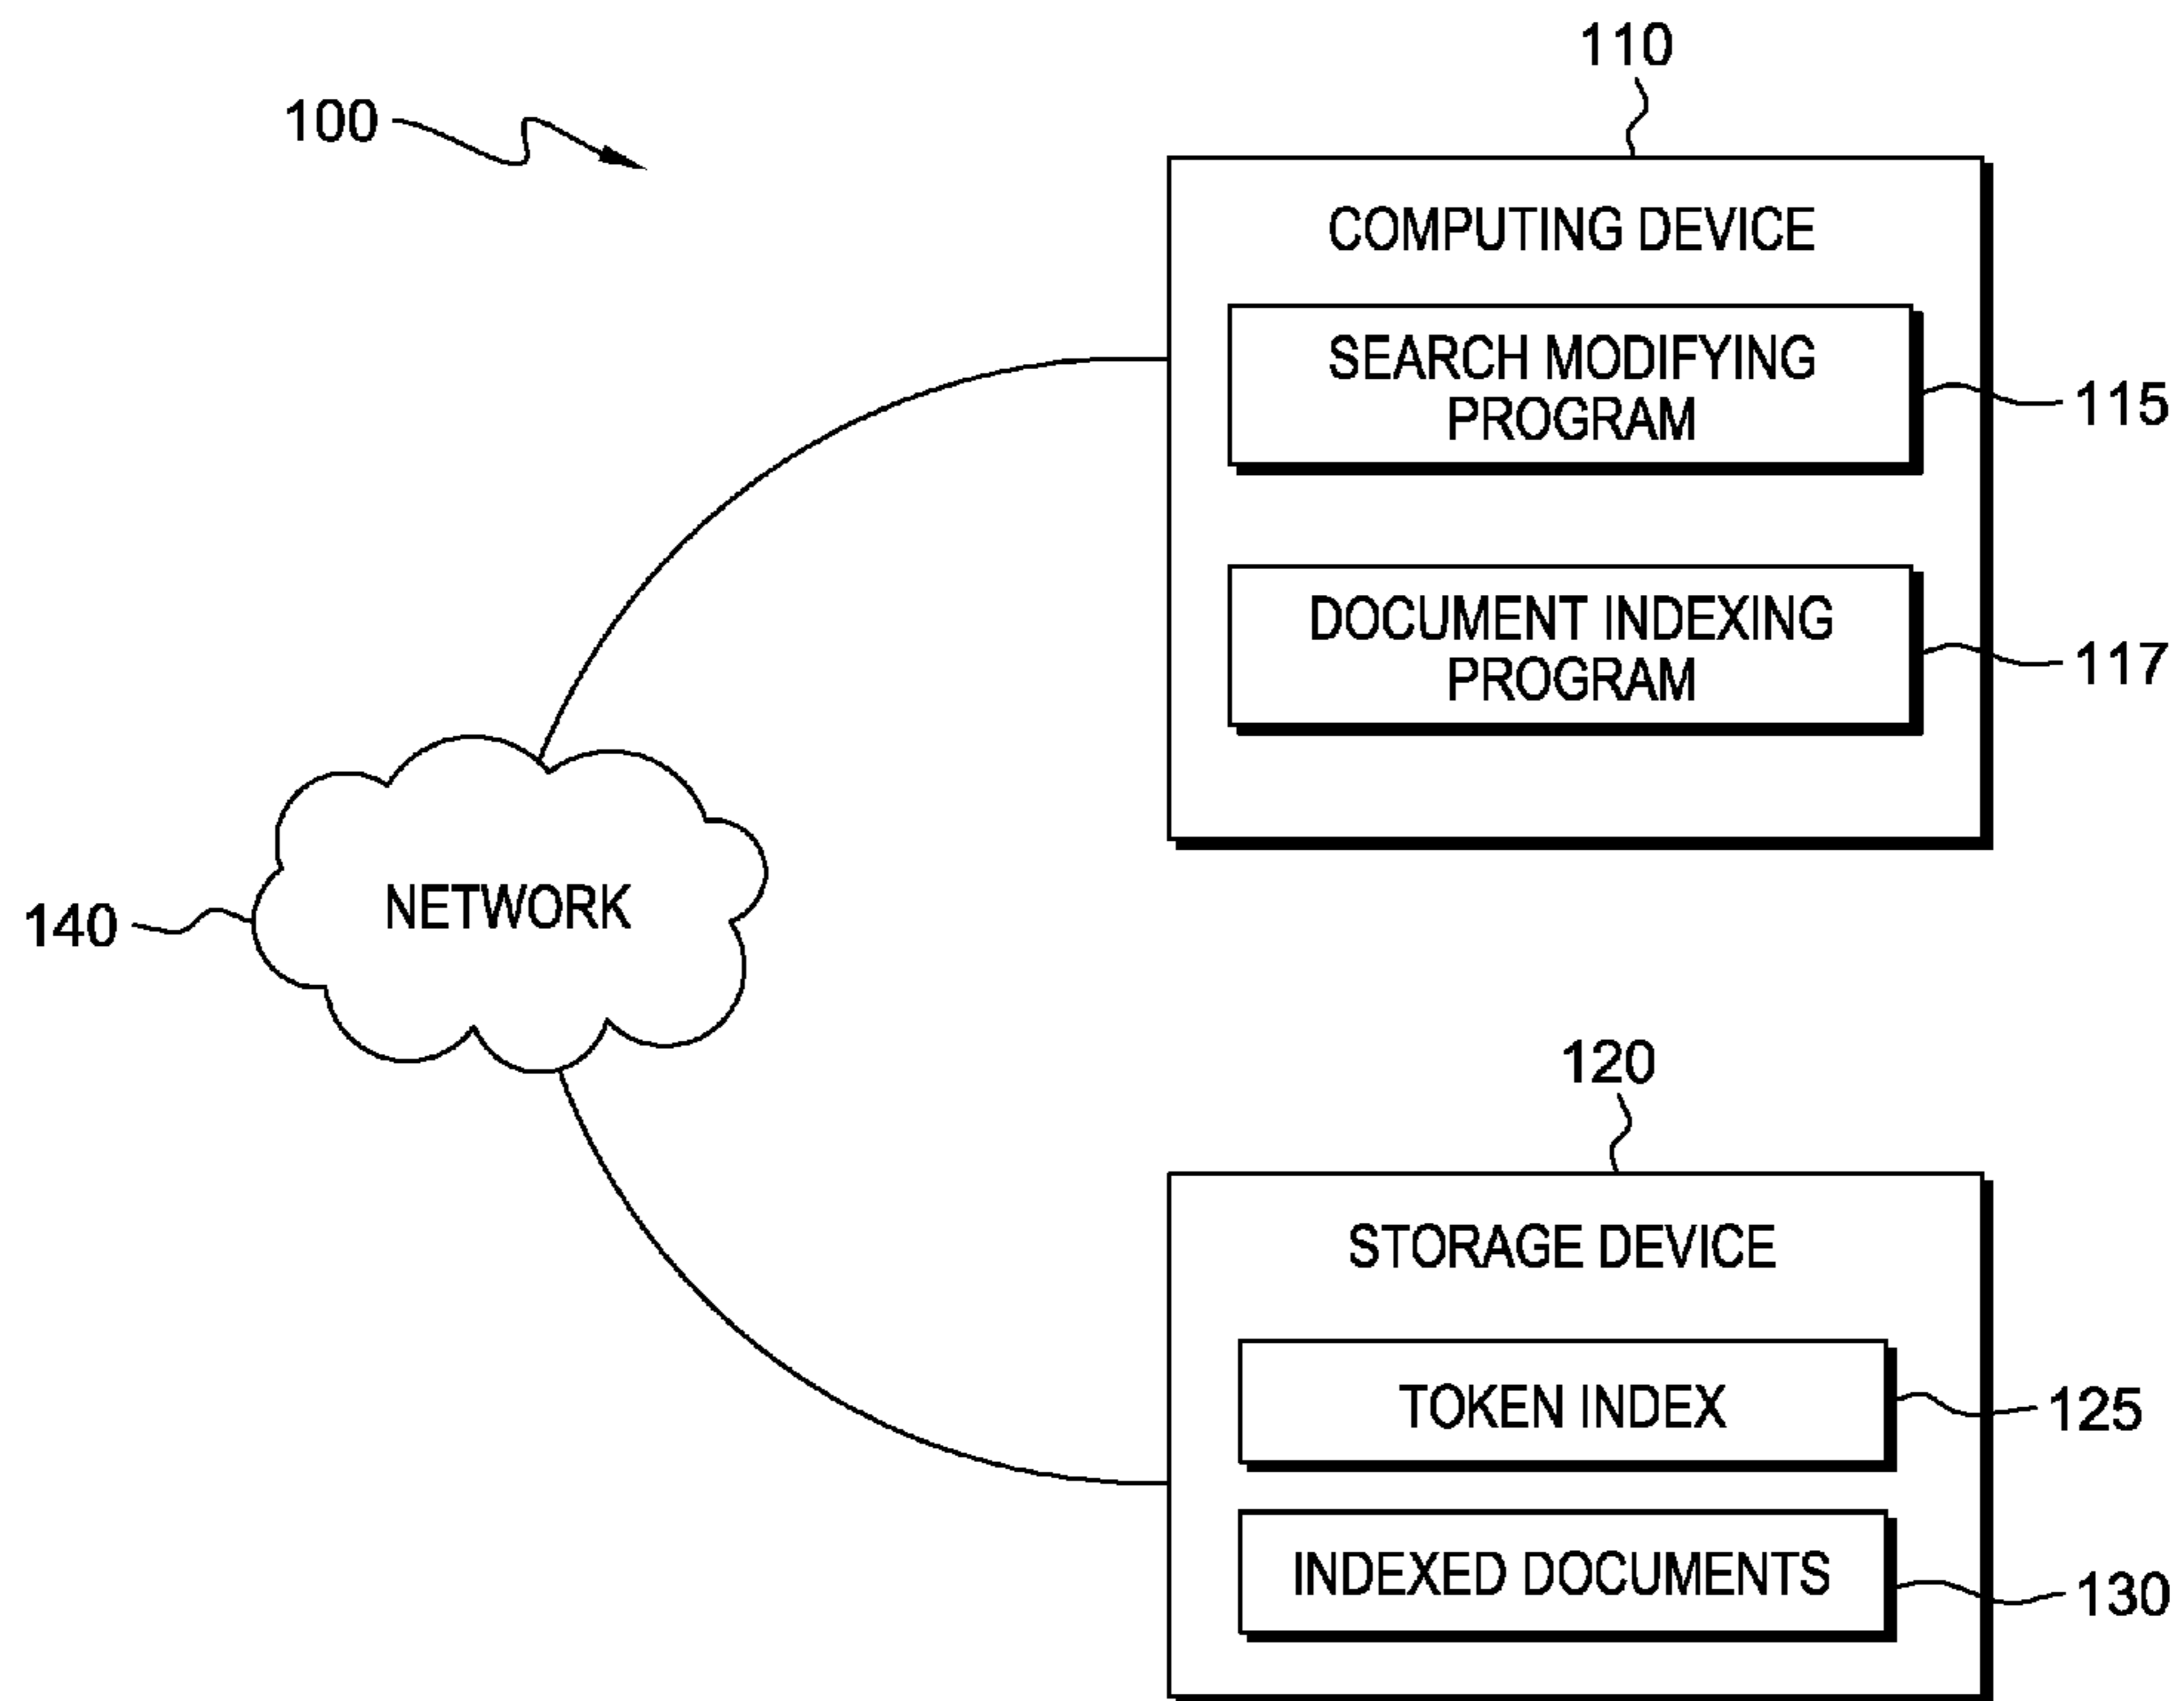 110
100
COMPUTING DEVICE
SEARCH MODIFYING
PROGRAM
115
DOCUMENT INDEXING
PROGRAM
117
NETWORK
140
120
STORAGE DEVICE
TOKEN INDEX
125
INDEXED DOCUMENTS
130